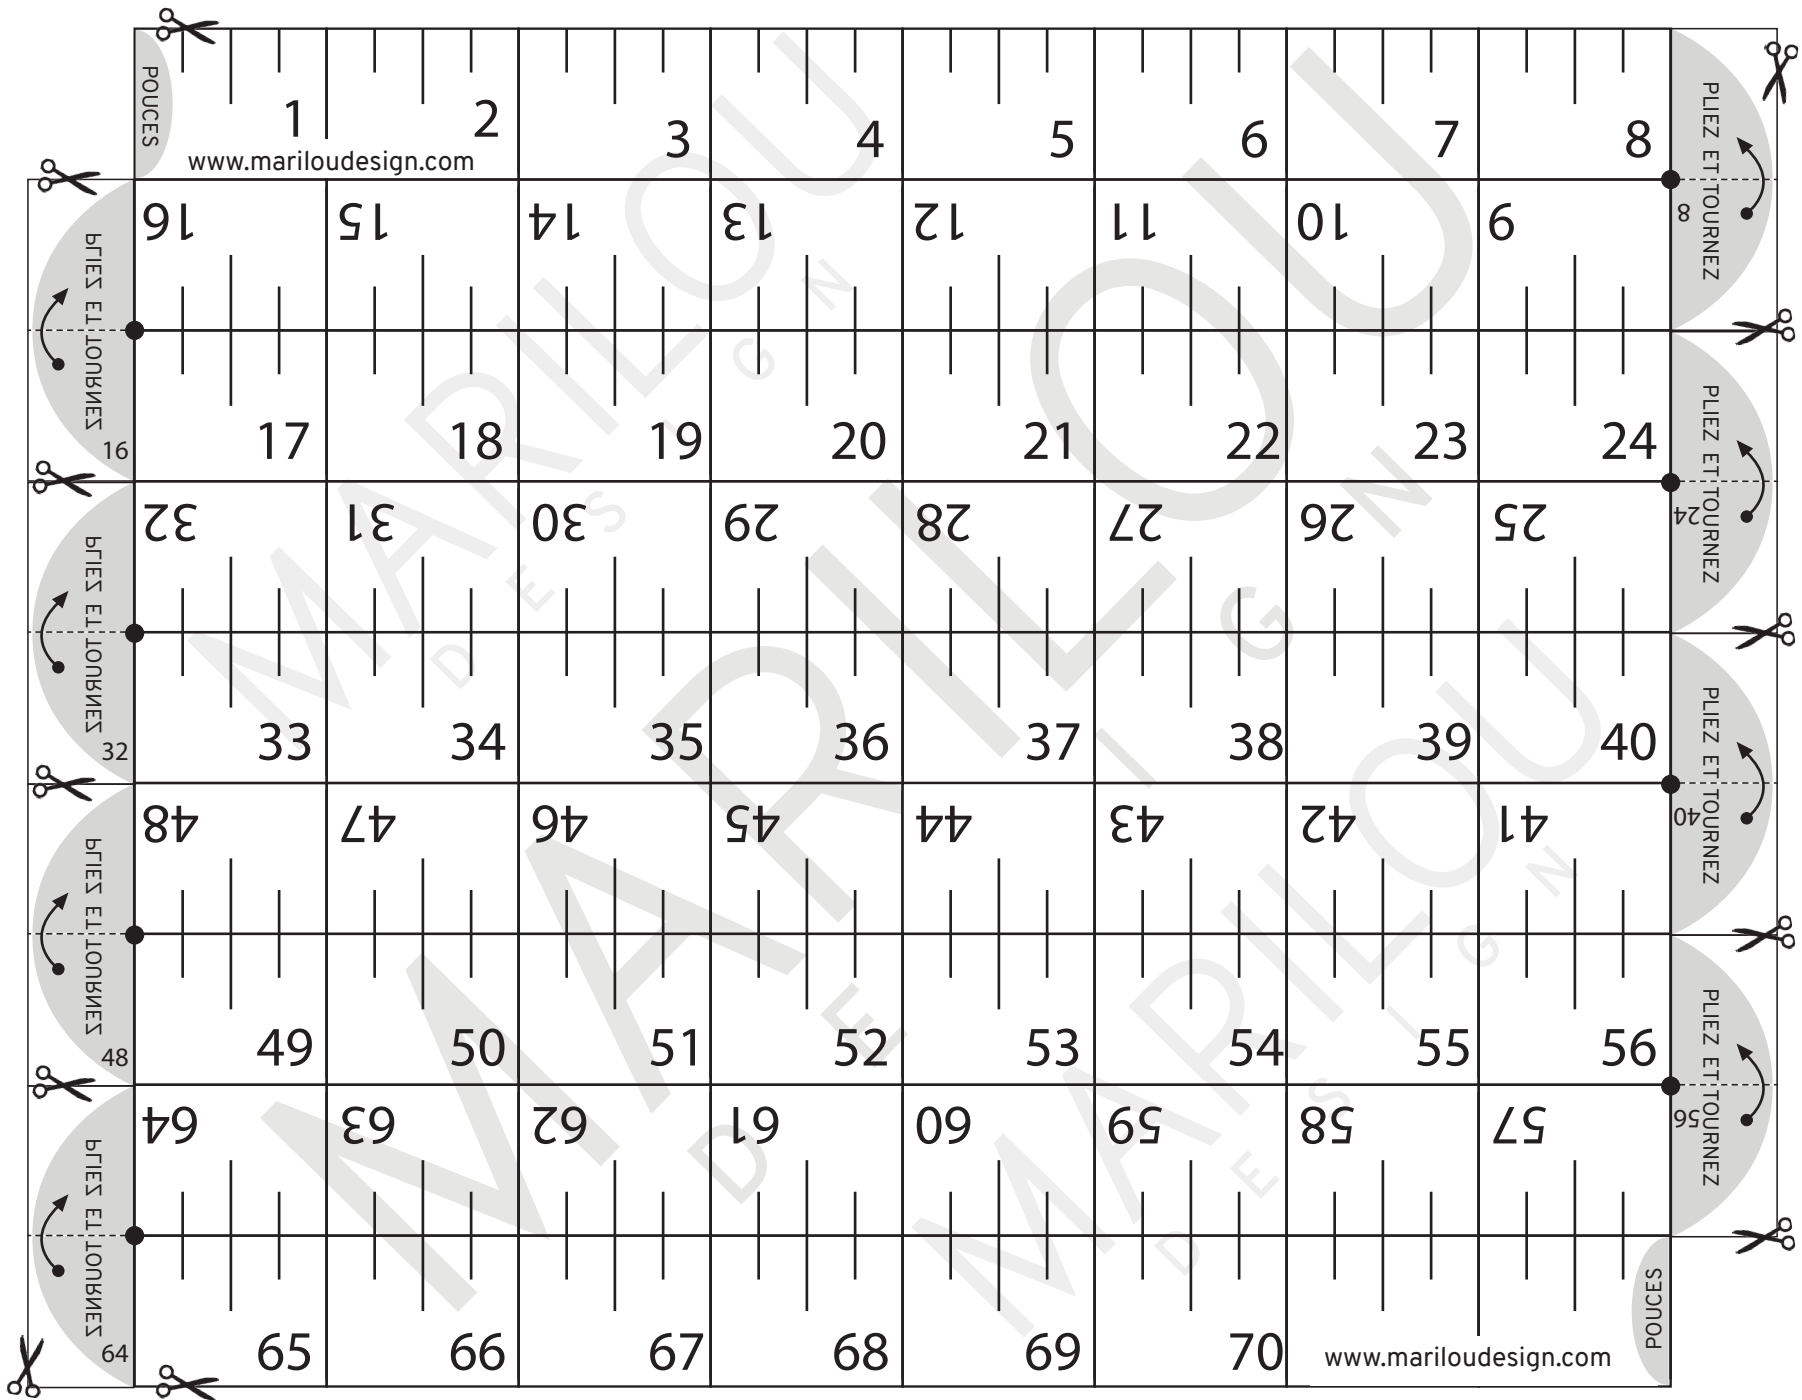 POUCES
1 2 3 4 5 6 7 8
www.mariloudesign.com
PLIEZ ET TOURNEZ
8
16 15 14 13 12 11 10 9
PLIEZ ET TOURNEZ
16
17 18 19 20 21 22 23 24
PLIEZ ET TOURNEZ
24
32 31 30 29 28 27 26 25
PLIEZ ET TOURNEZ
32
33 34 35 36 37 38 39 40
PLIEZ ET TOURNEZ
40
48 47 46 45 44 43 42 41
PLIEZ ET TOURNEZ
48
49 50 51 52 53 54 55 56
PLIEZ ET TOURNEZ
56
64 63 62 61 60 59 58 57
PLIEZ ET TOURNEZ
64
65 66 67 68 69 70
www.mariloudesign.com
POUCES
MARILOU
DESIGN
MARILOU
DESIGN
MARILOU
DESIGN